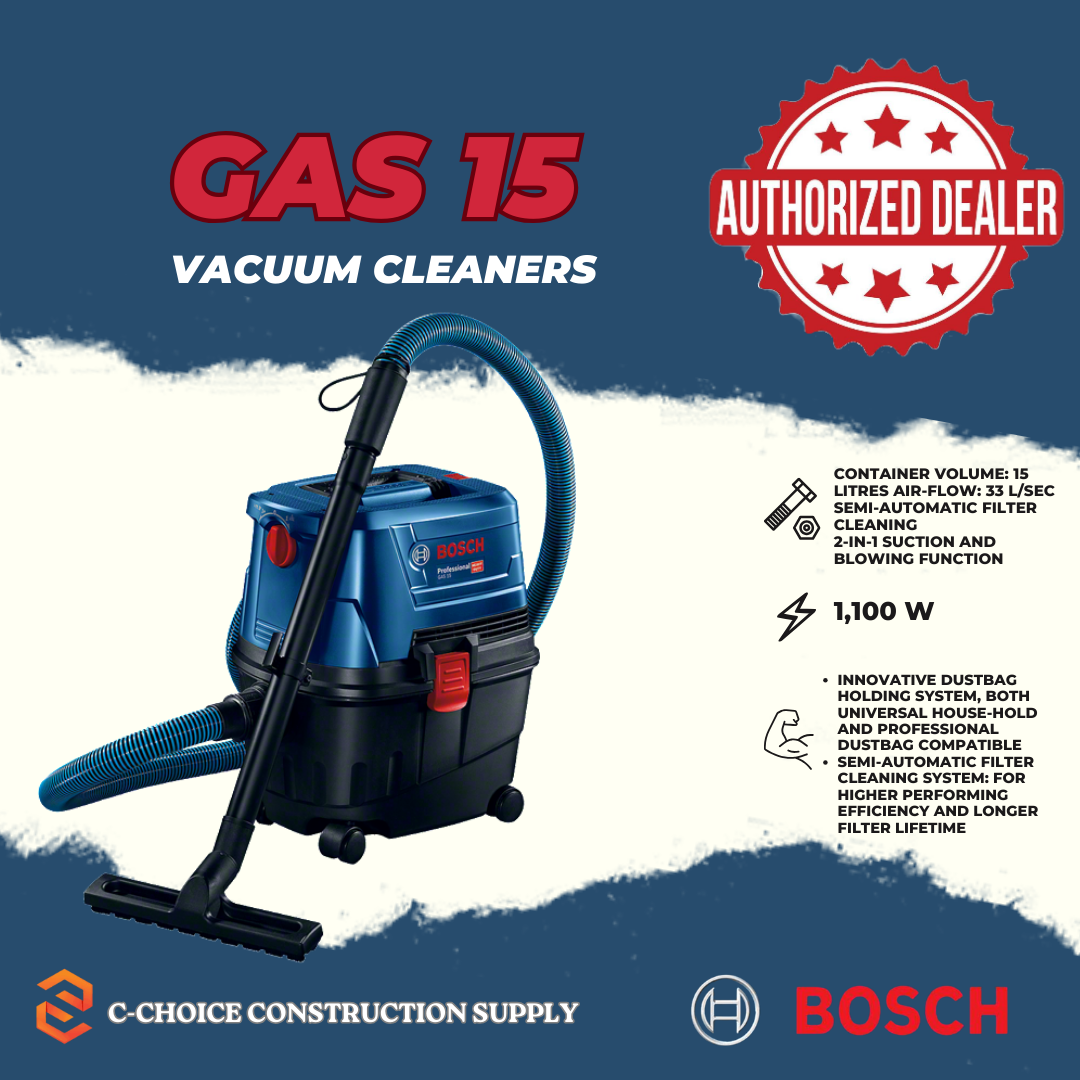 GAS 15
VACUUM CLEANERS
AUTHORIZED DEALER
CONTAINER VOLUME: 15
LITRES AIR-FLOW: 33 L/SEC
SEMI-AUTOMATIC FILTER
CLEANING
2-IN-1 SUCTION AND
BLOWING FUNCTION
BOSCH
Professional
GAS 15
1,100 W
• INNOVATIVE DUSTBAG
HOLDING SYSTEM, BOTH
UNIVERSAL HOUSE-HOLD
AND PROFESSIONAL
DUSTBAG COMPATIBLE
• SEMI-AUTOMATIC FILTER
CLEANING SYSTEM: FOR
HIGHER PERFORMING
EFFICIENCY AND LONGER
FILTER LIFETIME
C-CHOICE CONSTRUCTION SUPPLY
BOSCH